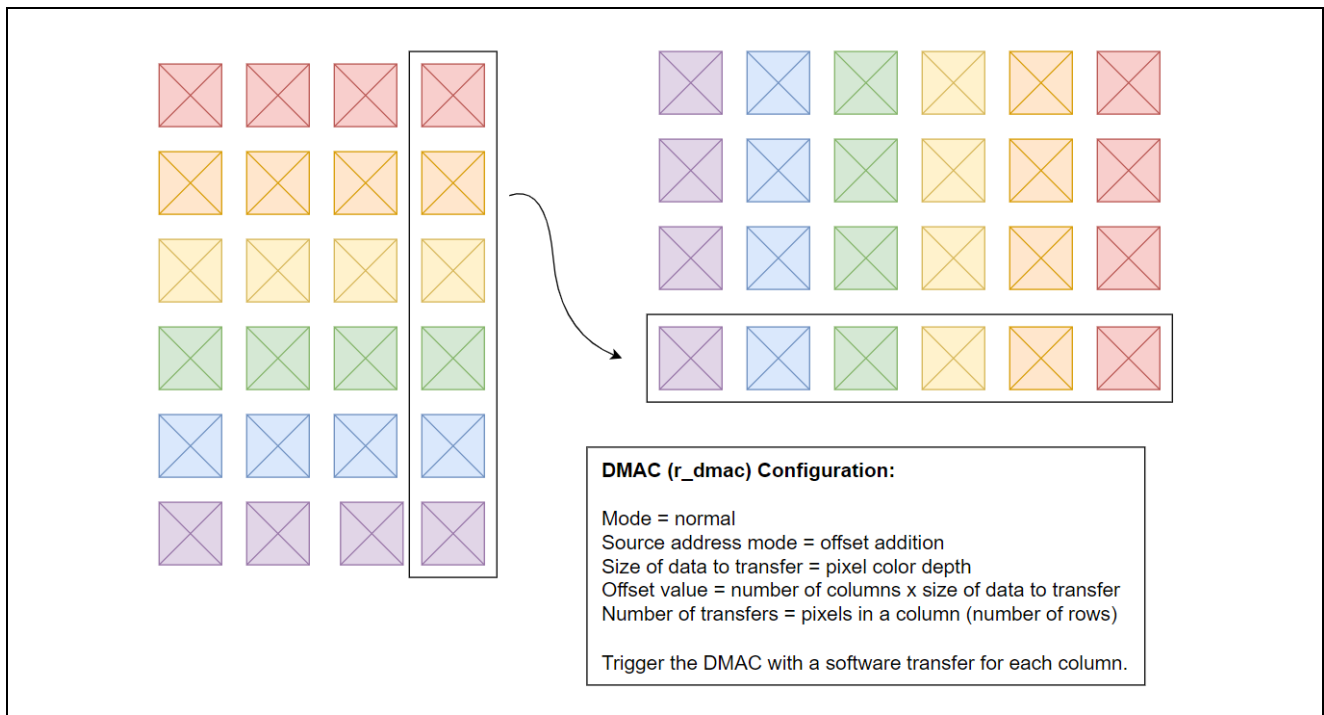 DMAC (r_dmac) Configuration:
Mode = normal
Source address mode = offset addition
Size of data to transfer = pixel color depth
Offset value = number of columns x size of data to transfer
Number of transfers = pixels in a column (number of rows)
Trigger the DMAC with a software transfer for each column.